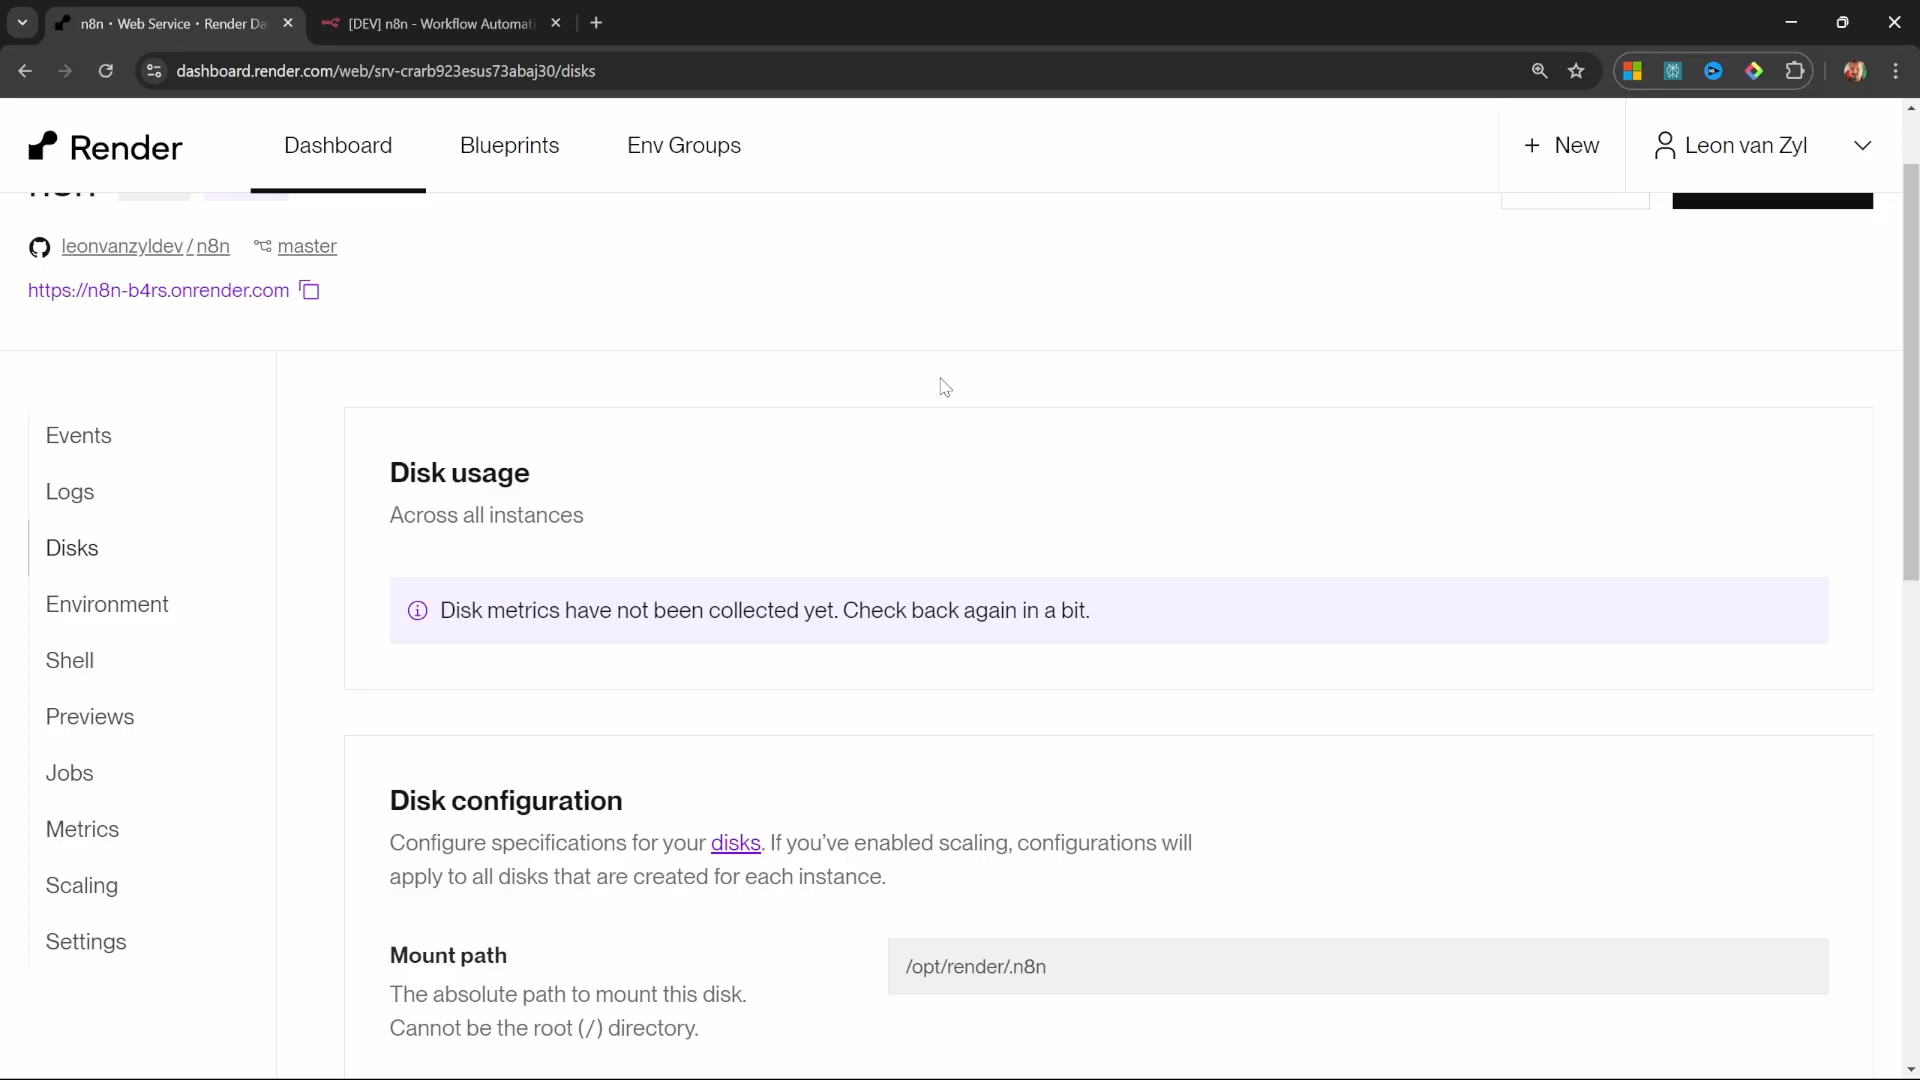 n8n • Web Service • Render Da
[DEV] n8n - Workflow Automati
dashboard.render.com/web/srv-crarb923esus73abaj30/disks
Render
Dashboard
Blueprints
Env Groups
+ New
Leon van Zyl
n8n
leonvanzyldev / n8n
master
https://n8n-b4rs.onrender.com
Events
Logs
Disks
Environment
Shell
Previews
Jobs
Metrics
Scaling
Settings
Disk usage
Across all instances
Disk metrics have not been collected yet. Check back again in a bit.
Disk configuration
Configure specifications for your disks. If you’ve enabled scaling, configurations will
apply to all disks that are created for each instance.
Mount path
The absolute path to mount this disk.
Cannot be the root (/) directory.
/opt/render/.n8n